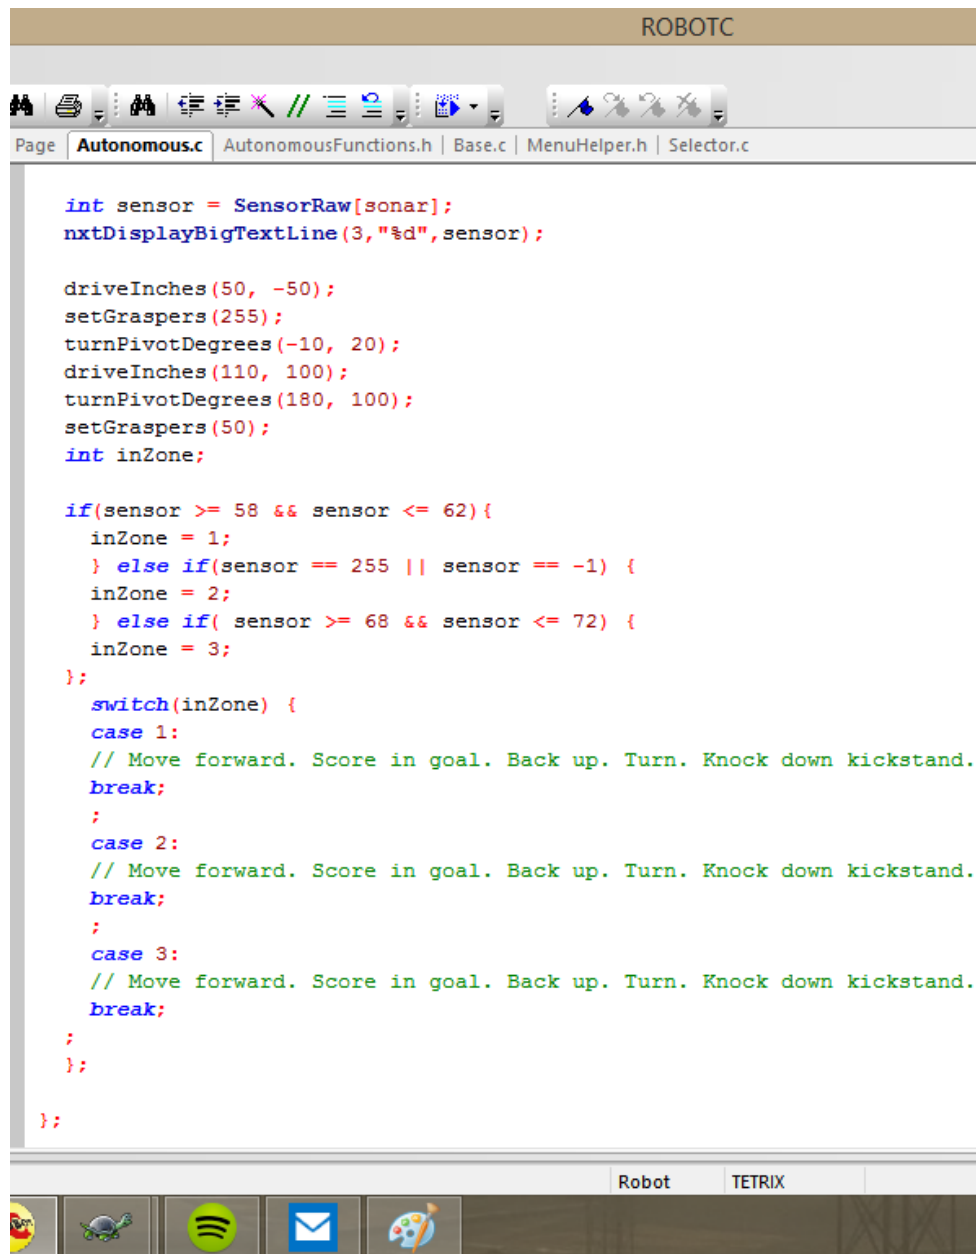 ROBOTC
Page Autonomous.c AutonomousFunctions.h Base.c MenuHelper.h Selector.c
int sensor = SensorRaw[sonar];
nxtDisplayBigTextLine(3,"%d",sensor);
driveInches(50, -50);
setGraspers(255);
turnPivotDegrees(-10, 20);
driveInches(110, 100);
turnPivotDegrees(180, 100);
setGraspers(50);
int inZone;
if(sensor >= 58 && sensor <= 62){
inZone = 1;
} else if(sensor == 255 || sensor == -1) {
inZone = 2;
} else if( sensor >= 68 && sensor <= 72) {
inZone = 3;
};
switch(inZone) {
case 1:
// Move forward. Score in goal. Back up. Turn. Knock down kickstand.
break;
;
case 2:
// Move forward. Score in goal. Back up. Turn. Knock down kickstand.
break;
;
case 3:
// Move forward. Score in goal. Back up. Turn. Knock down kickstand.
break;
;
};
};
Robot TETRIX